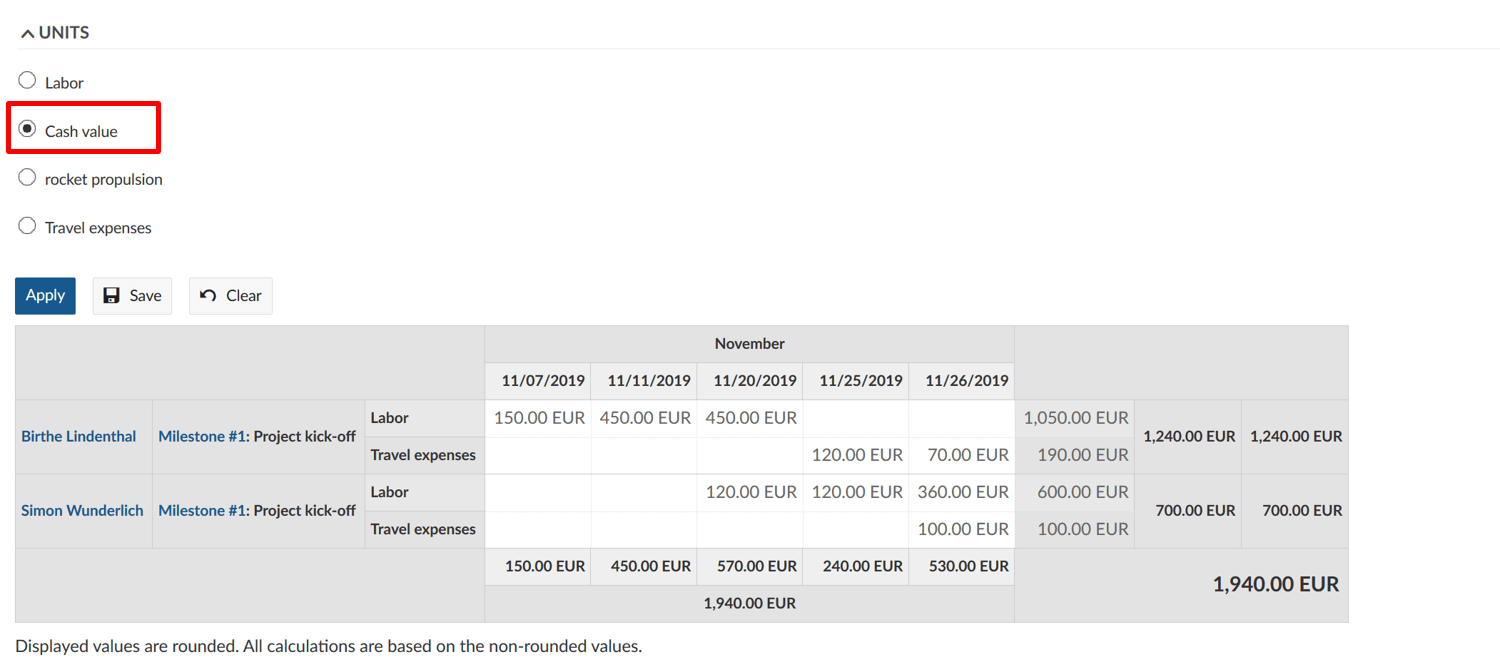 UNITS
Labor
Cash value
rocket propulsion
Travel expenses
Apply Save Clear
November
11/07/2019 11/11/2019 11/20/2019 11/25/2019 11/26/2019
Birthe Lindenthal Milestone #1: Project kick-off Labor 150.00 EUR 450.00 EUR 450.00 EUR 1,050.00 EUR 1,240.00 EUR 1,240.00 EUR
Travel expenses 120.00 EUR 70.00 EUR 190.00 EUR
Simon Wunderlich Milestone #1: Project kick-off Labor 120.00 EUR 120.00 EUR 360.00 EUR 600.00 EUR 700.00 EUR 700.00 EUR
Travel expenses 100.00 EUR 100.00 EUR
150.00 EUR 450.00 EUR 570.00 EUR 240.00 EUR 530.00 EUR
1,940.00 EUR
1,940.00 EUR
Displayed values are rounded. All calculations are based on the non-rounded values.